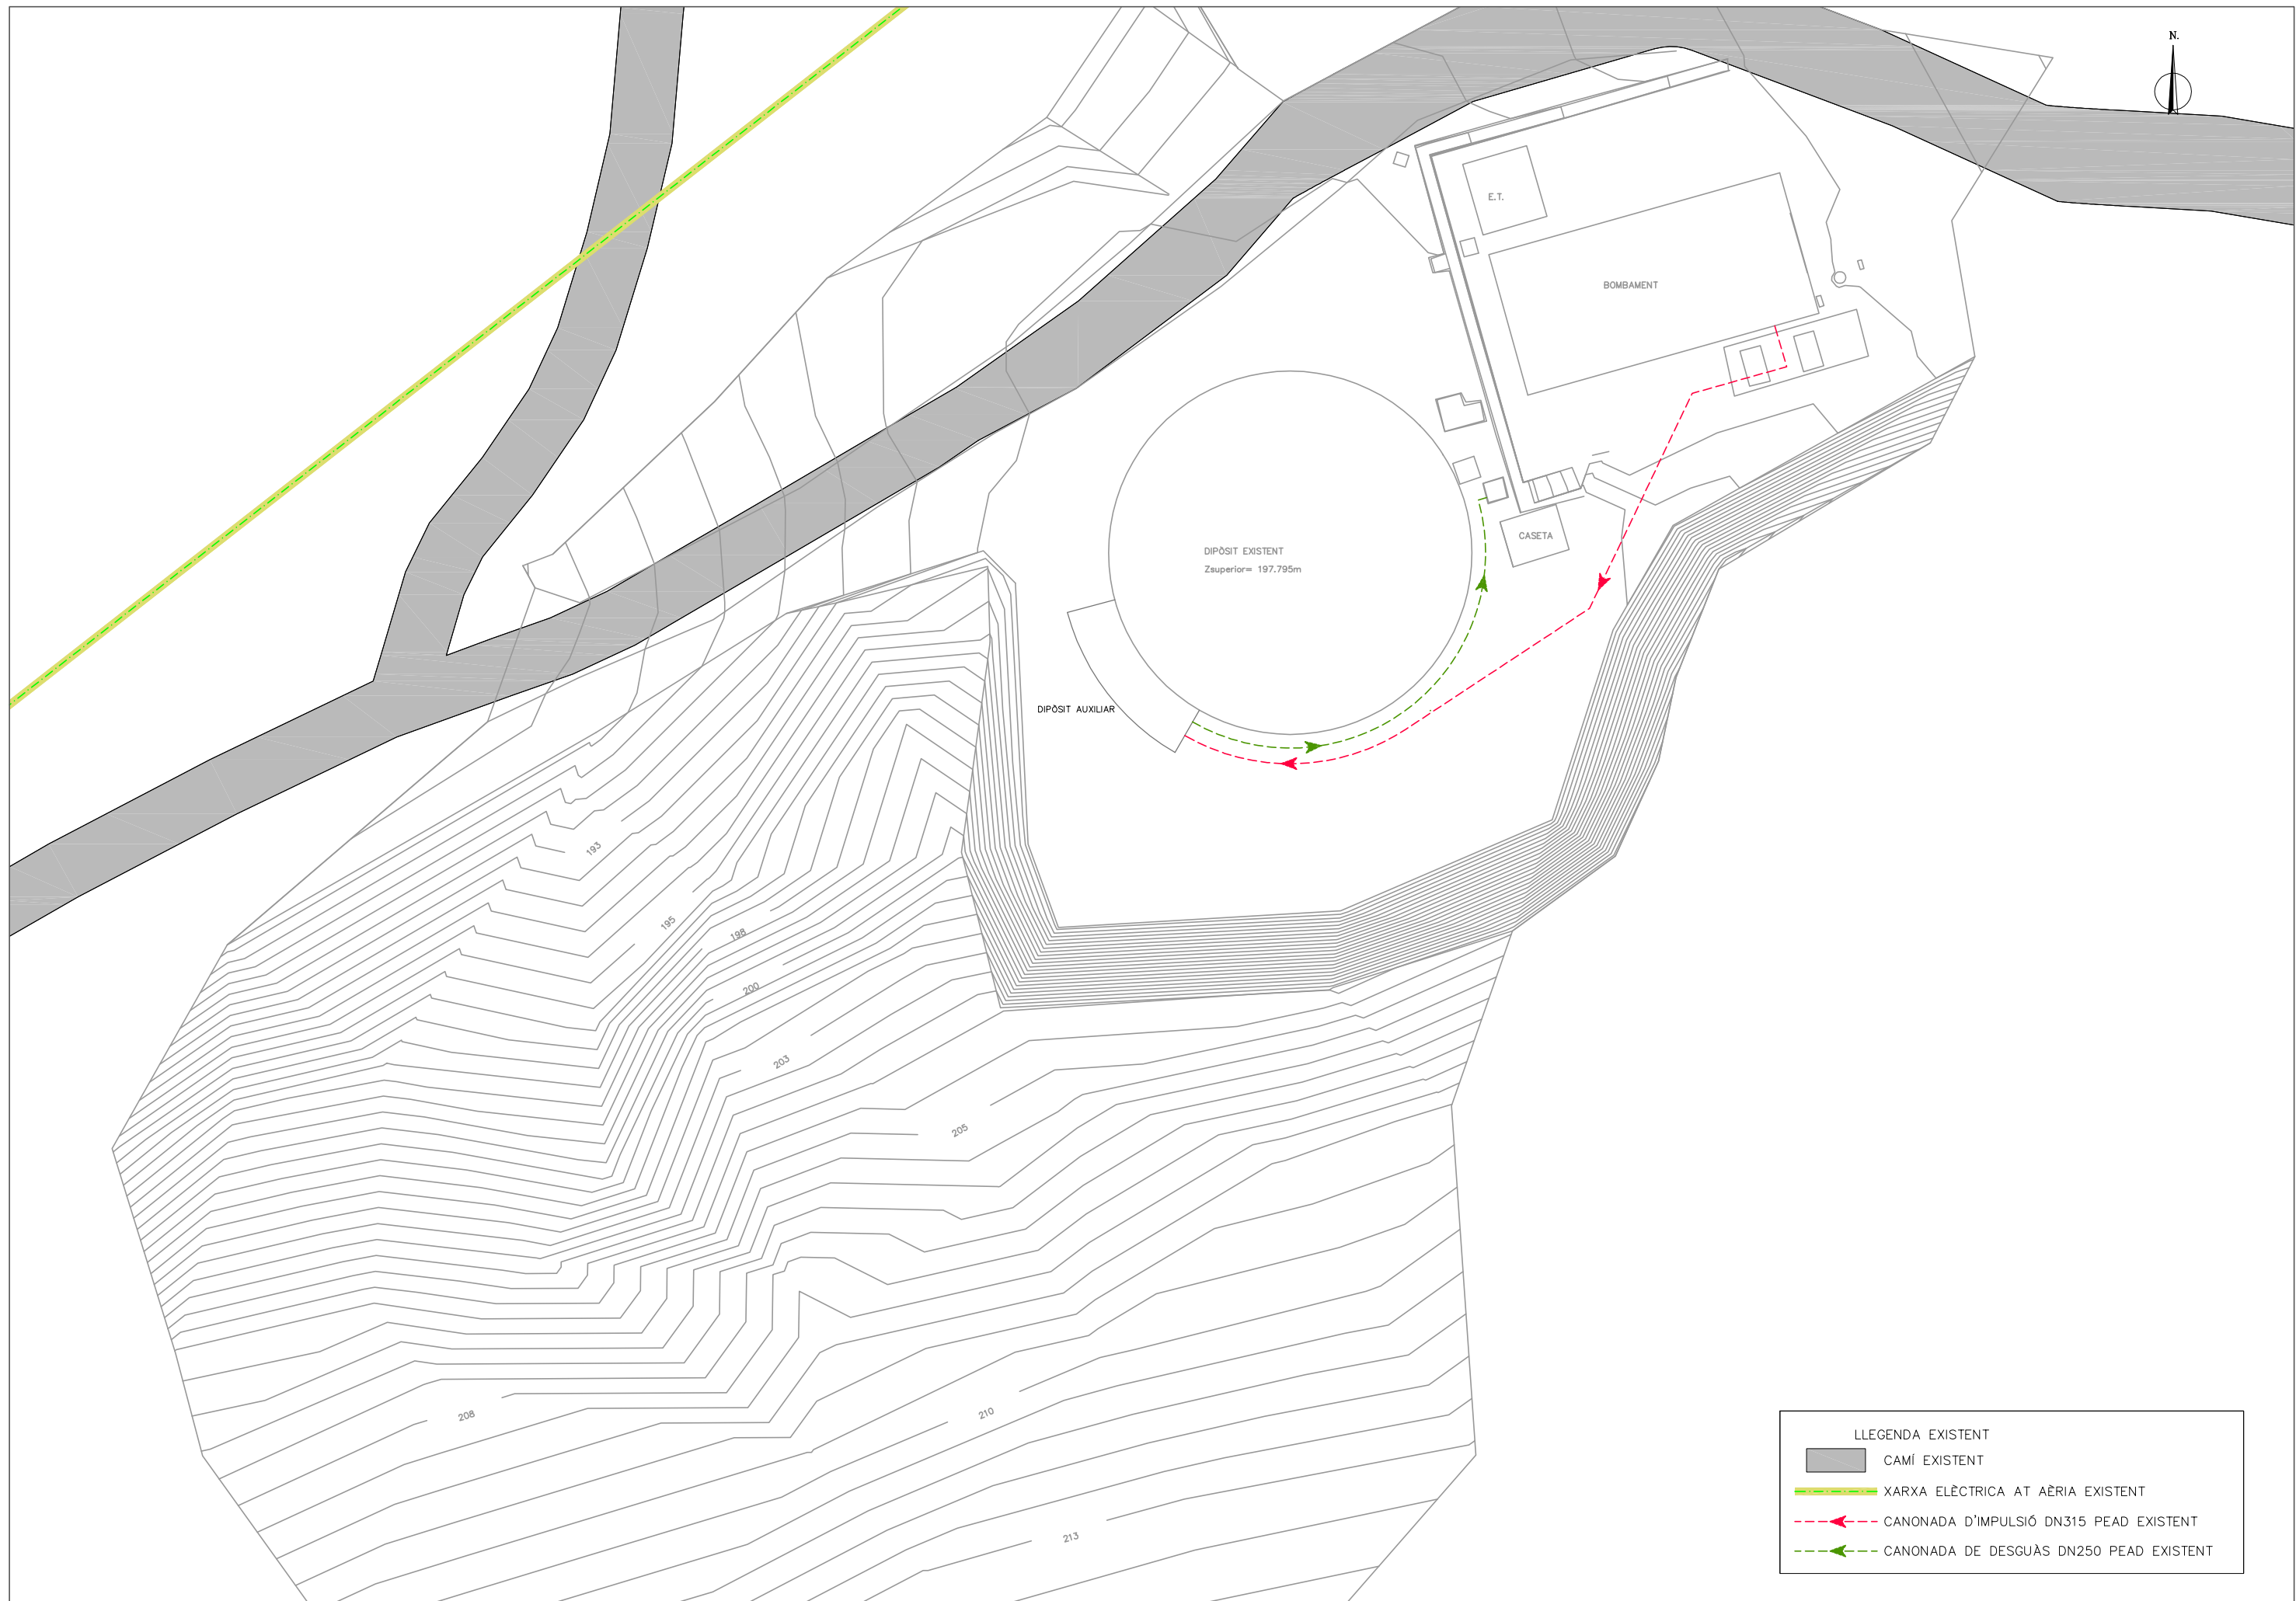 N.
E.T.
BOMBAMENT
CASETA
DIPÒSIT EXISTENT
Zsuperior= 197.795m
DIPÒSIT AUXILIAR
193
195
198
200
203
205
208
210
213
LLEGENDA EXISTENT
CAMÍ EXISTENT
XARXA ELÈCTRICA AT AÈRIA EXISTENT
CANONADA D'IMPULSIÓ DN315 PEAD EXISTENT
CANONADA DE DESGUÀS DN250 PEAD EXISTENT